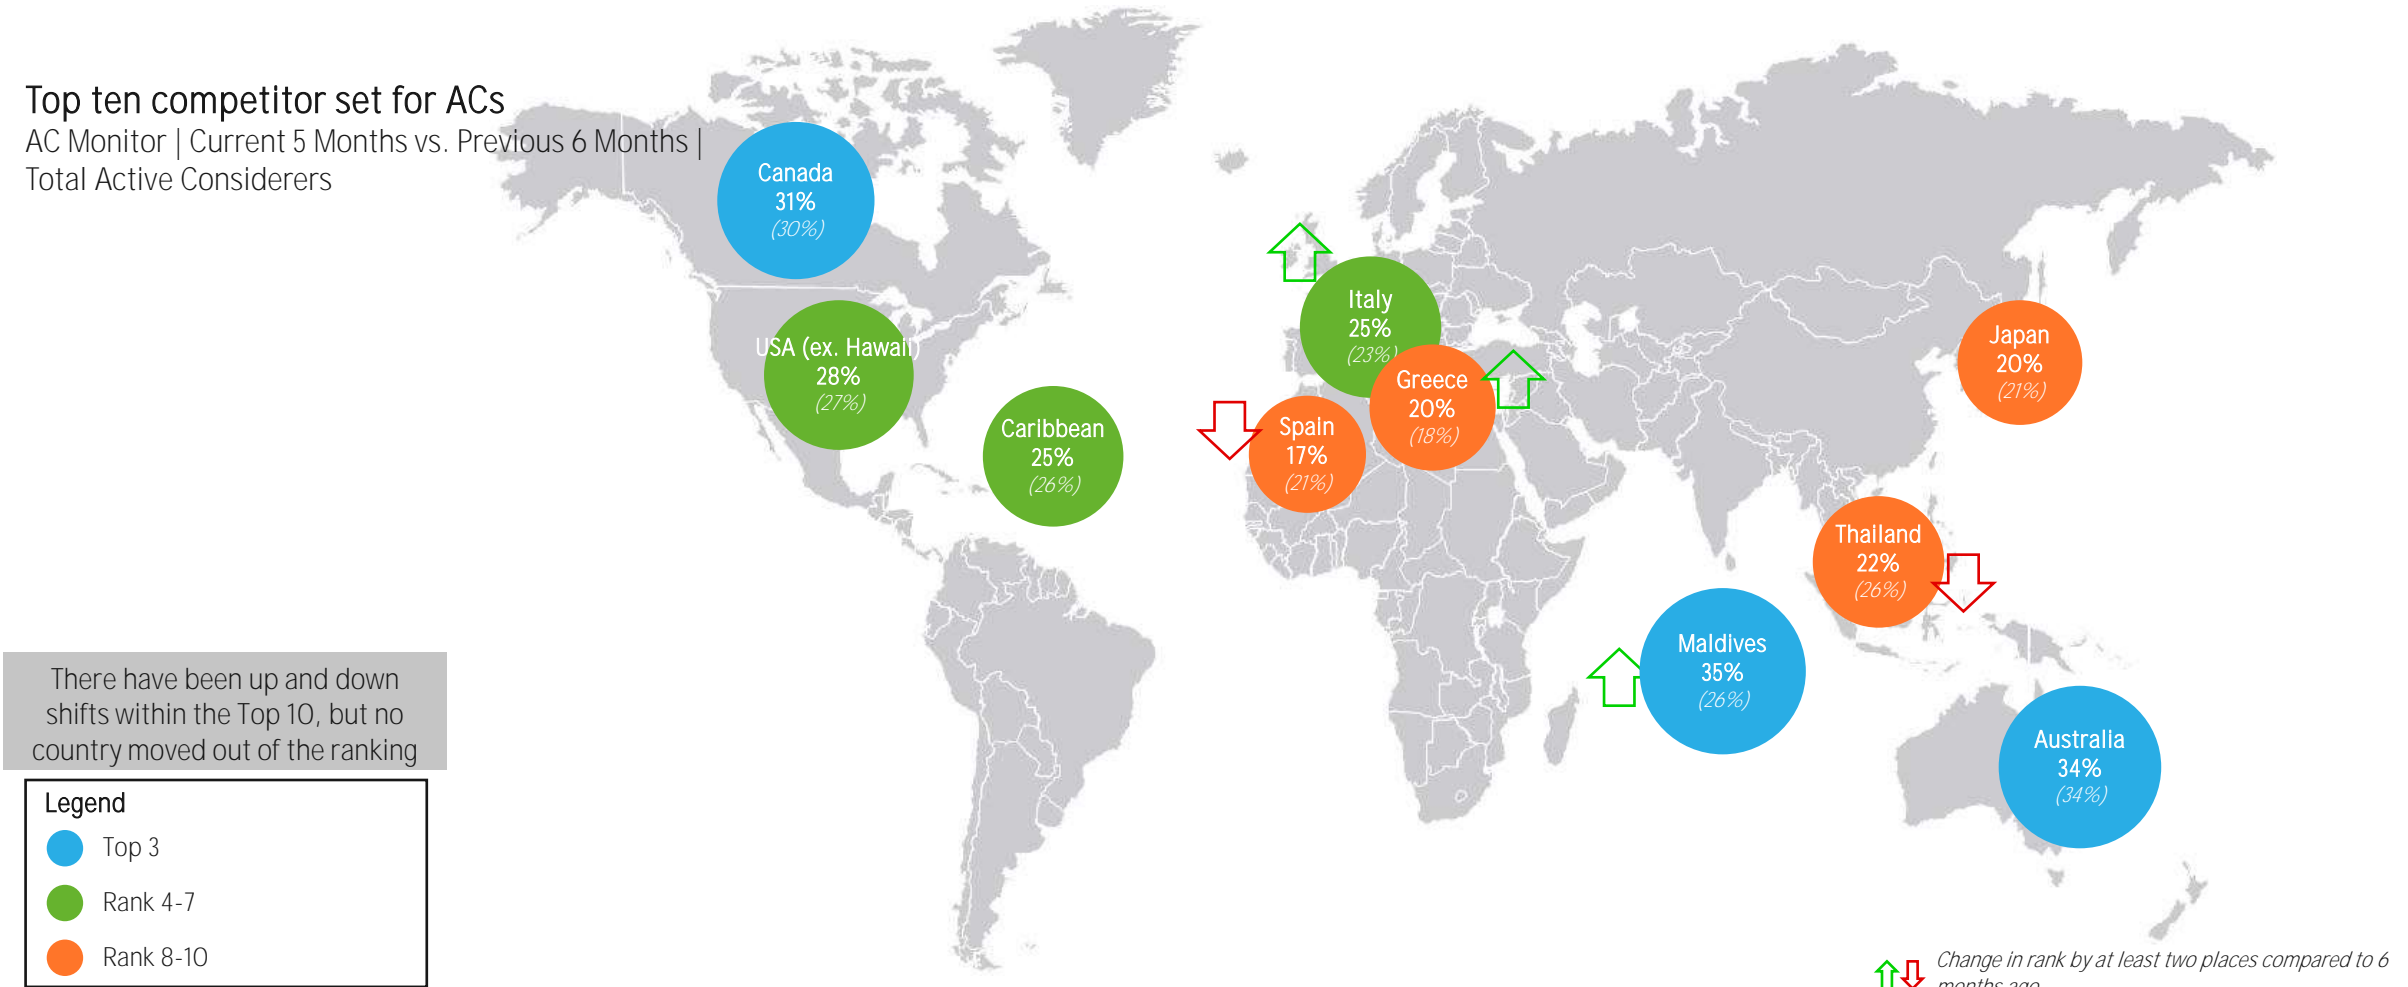 Top ten competitor set for ACs
AC Monitor | Current 5 Months vs. Previous 6 Months |
Total Active Considerers
Canada
31%
(30%)
USA (ex. Hawaii)
28%
(27%)
Caribbean
25%
(26%)
Italy
25%
(23%)
Greece
20%
(18%)
Spain
17%
(21%)
Japan
20%
(21%)
Thailand
22%
(26%)
Maldives
35%
(26%)
Australia
34%
(34%)
There have been up and down
shifts within the Top 10, but no
country moved out of the ranking
Legend
Top 3
Rank 4-7
Rank 8-10
Change in rank by at least two places compared to 6
months ago